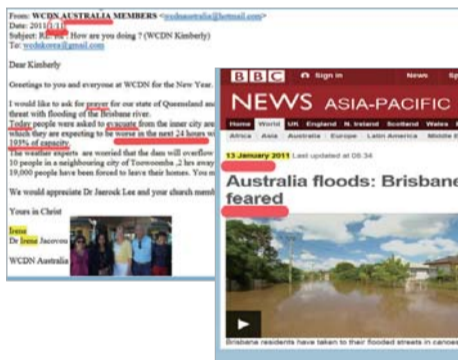 From: WCDN AUSTRALIA MEMBERS <wcdnaustralia@hotmail.com>
Date: 2011/1/11
Subject: RE: : How are you doing ? (WCDN Kimberly)
To: wcdnkorea@gmail.com
Dear Kimberly
Greetings to you and everyone at WCDN for the New Year.
I would like to ask for prayer for our state of Queensland and
threat with flooding of the Brisbane river.
Today people were asked to evacuate from the inner city are
which they are expecting to be worse in the next 24 hours w
193% of capacity.
The weather experts are worried that the dam will overflow
10 people in a neighbouring city of Toowoomba ,2 hrs away
19,000 people have been forced to leave their homes. You m
We would appreciate Dr Jaerock Lee and your church memb
Yours in Christ
Irene
Dr Irene
WCDN Australia
BBC Sign in News Sp
NEWS ASIA-PACIFIC
Home World UK England N. Ireland Scotland Wales
Africa Asia Australia Europe Latin America Middle E
13 January 2011 Last updated at 05:34
Australia floods: Brisbane
feared
Brisbane residents have taken to their flooded streets in canoes